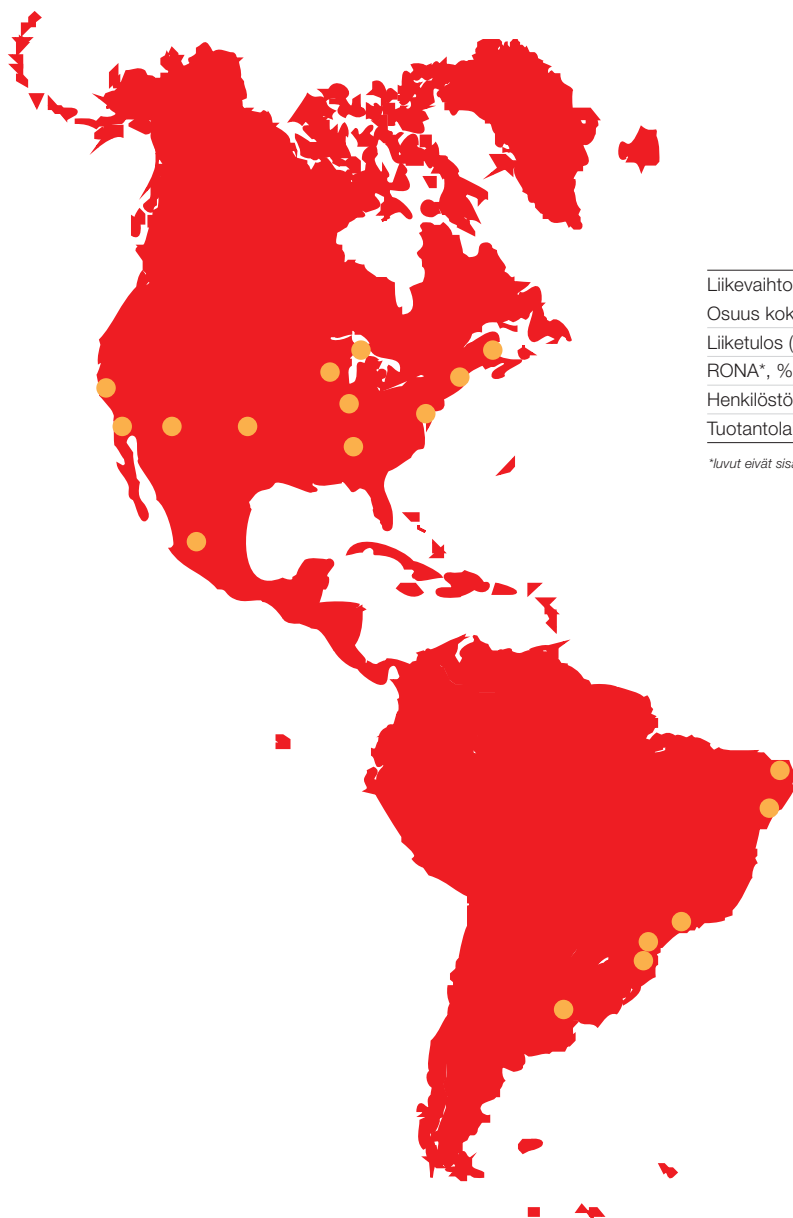 Liikevaihto
Osuus kok
Liiketulos (
RONA*, %
Henkilöstö
Tuotantola
*luvut eivät sisä